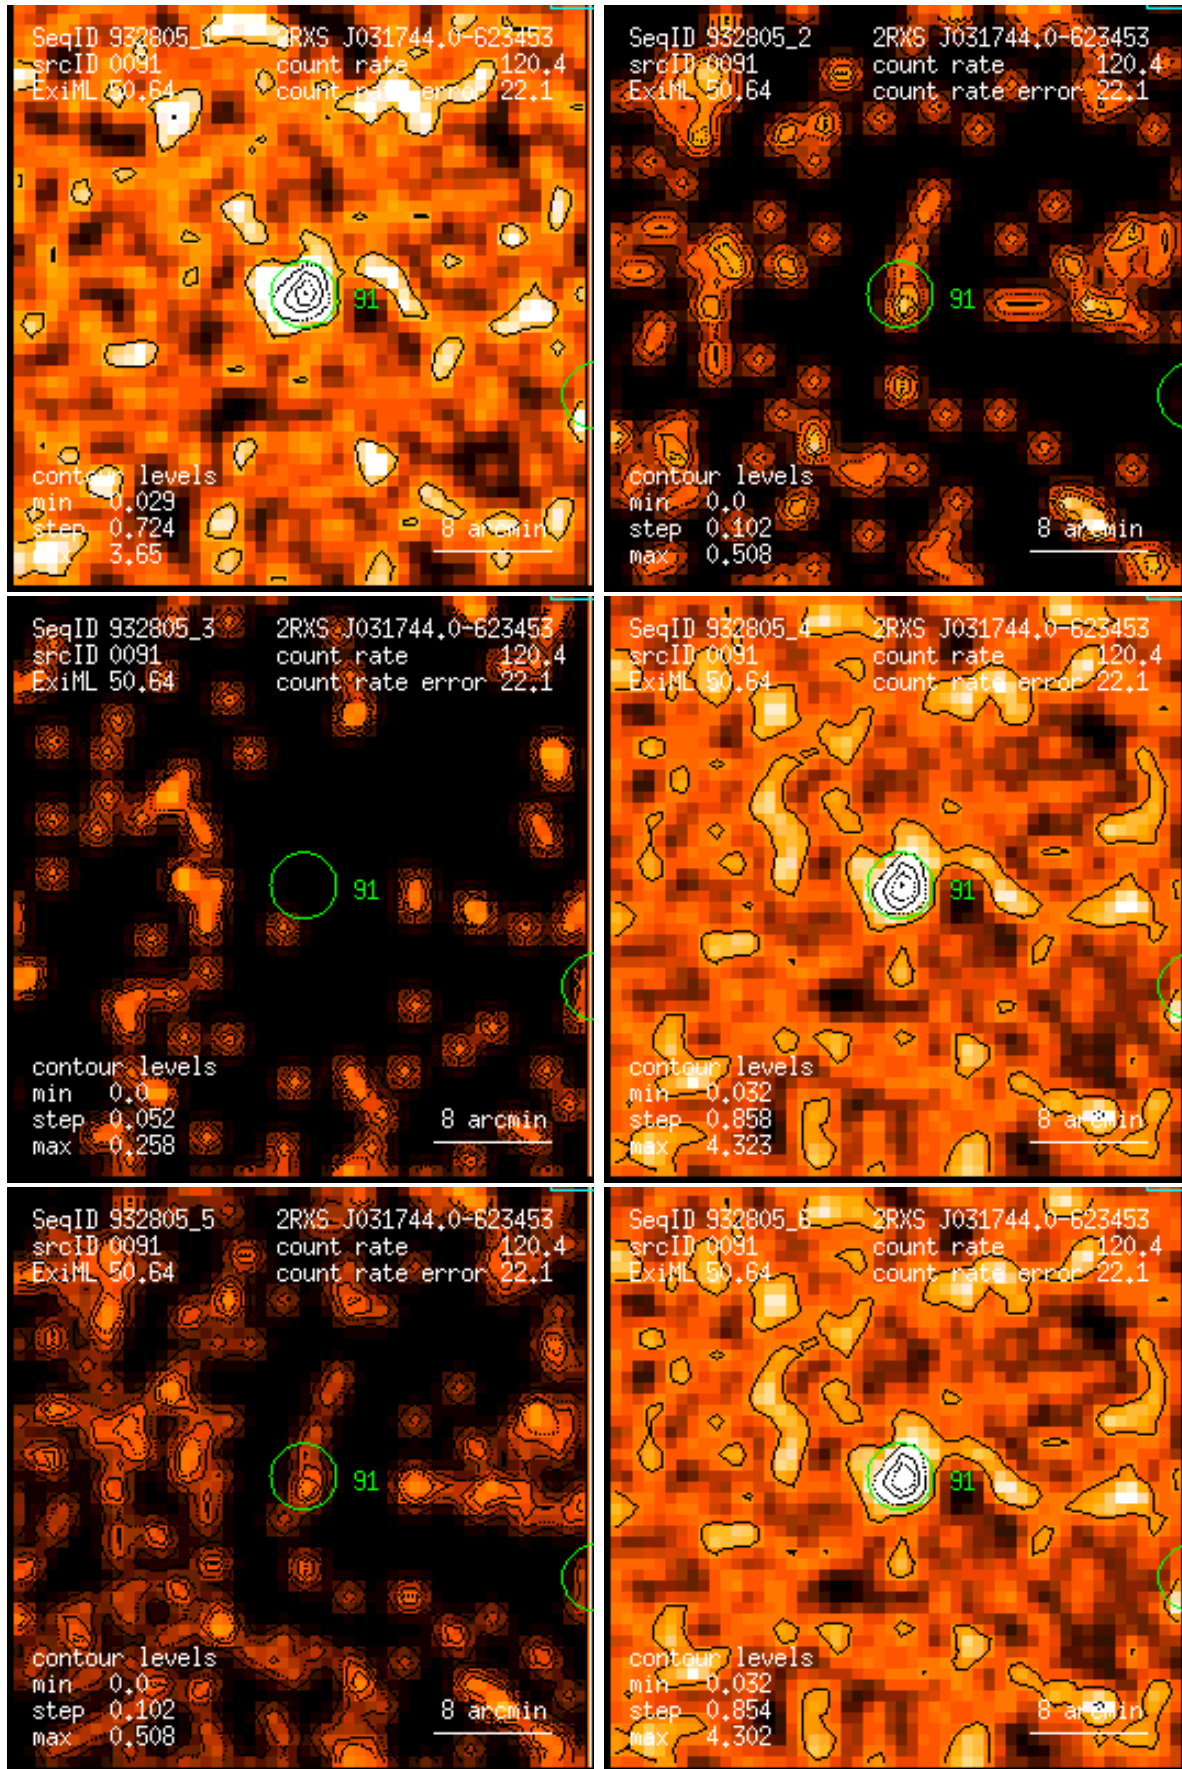 SeqID 932805_1 2RXS J031744.0-623453
srcID 0091 count rate 120.4
ExiML 50.64 count rate error 22.1
91
contour levels
min 0.029
step 0.724 8 arcmin
max 3.65
SeqID 932805_2 2RXS J031744.0-623453
srcID 0091 count rate 120.4
ExiML 50.64 count rate error 22.1
91
contour levels
min 0.0
step 0.102 8 arcmin
max 0.508
SeqID 932805_3 2RXS J031744.0-623453
srcID 0091 count rate 120.4
ExiML 50.64 count rate error 22.1
91
contour levels
min 0.0
step 0.052 8 arcmin
max 0.258
SeqID 932805_4 2RXS J031744.0-623453
srcID 0091 count rate 120.4
ExiML 50.64 count rate error 22.1
91
contour levels
min 0.032
step 0.858 8 arcmin
max 4.323
SeqID 932805_5 2RXS J031744.0-623453
srcID 0091 count rate 120.4
ExiML 50.64 count rate error 22.1
91
contour levels
min 0.0
step 0.102 8 arcmin
max 0.508
SeqID 932805_6 2RXS J031744.0-623453
srcID 0091 count rate 120.4
ExiML 50.64 count rate error 22.1
91
contour levels
min 0.032
step 0.854 8 arcmin
max 4.302